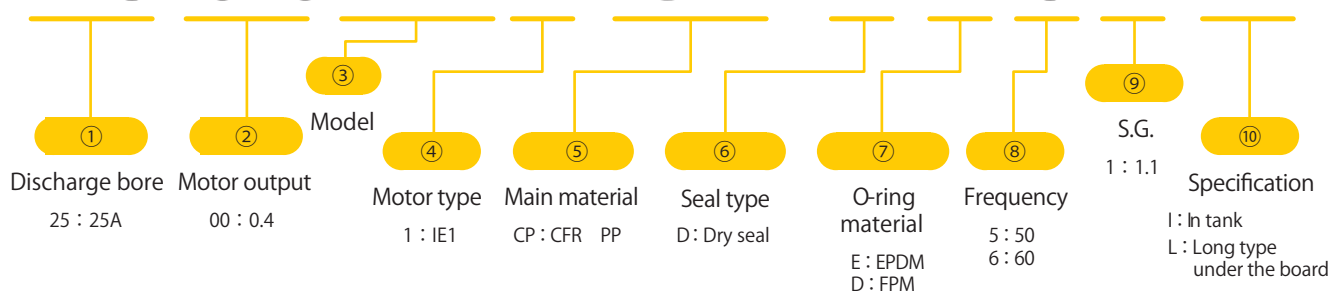 ①
Discharge bore
25：25A
②
Motor output
00：0.4
③
Model
④
Motor type
1：IE1
⑤
Main material
CP：CFR PP
⑥
Seal type
D：Dry seal
⑦
O-ring
material
E：EPDM
D：FPM
⑧
Frequency
5：50
6：60
⑨
S.G.
1：1.1
⑩
Specification
I：In tank
L：Long type
under the board